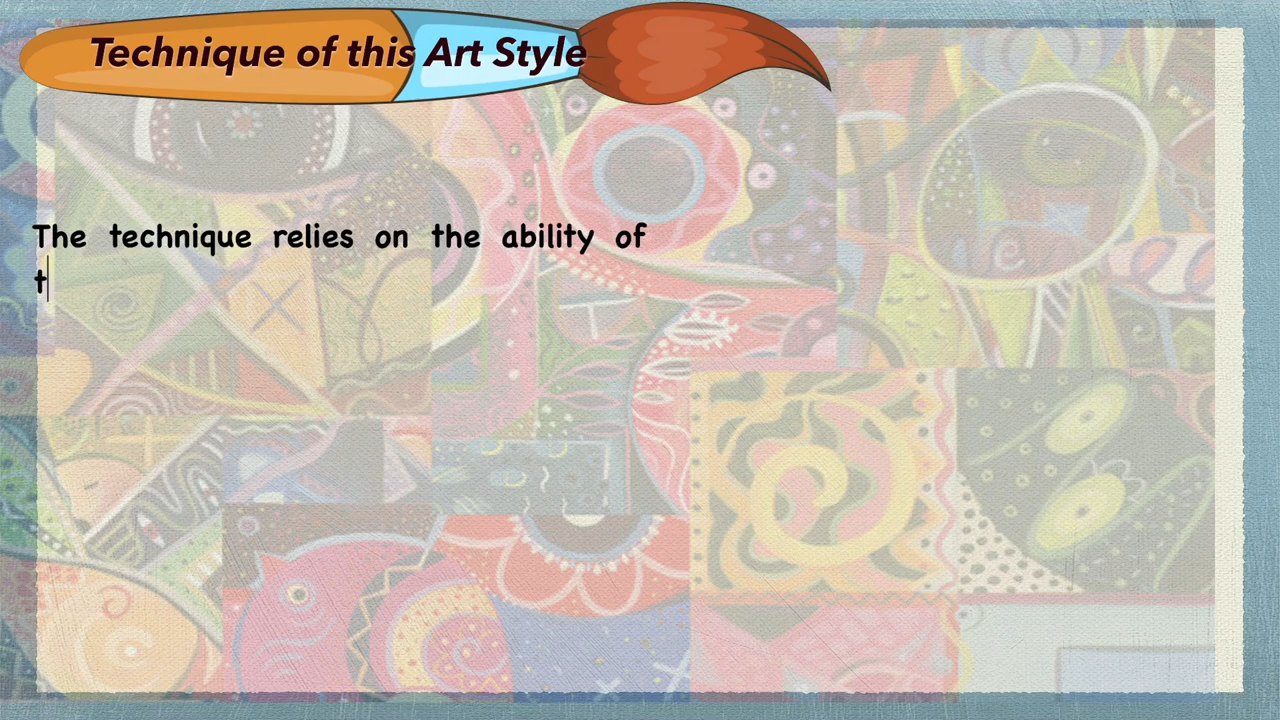 Technique of this Art Style
The technique relies on the ability of
t